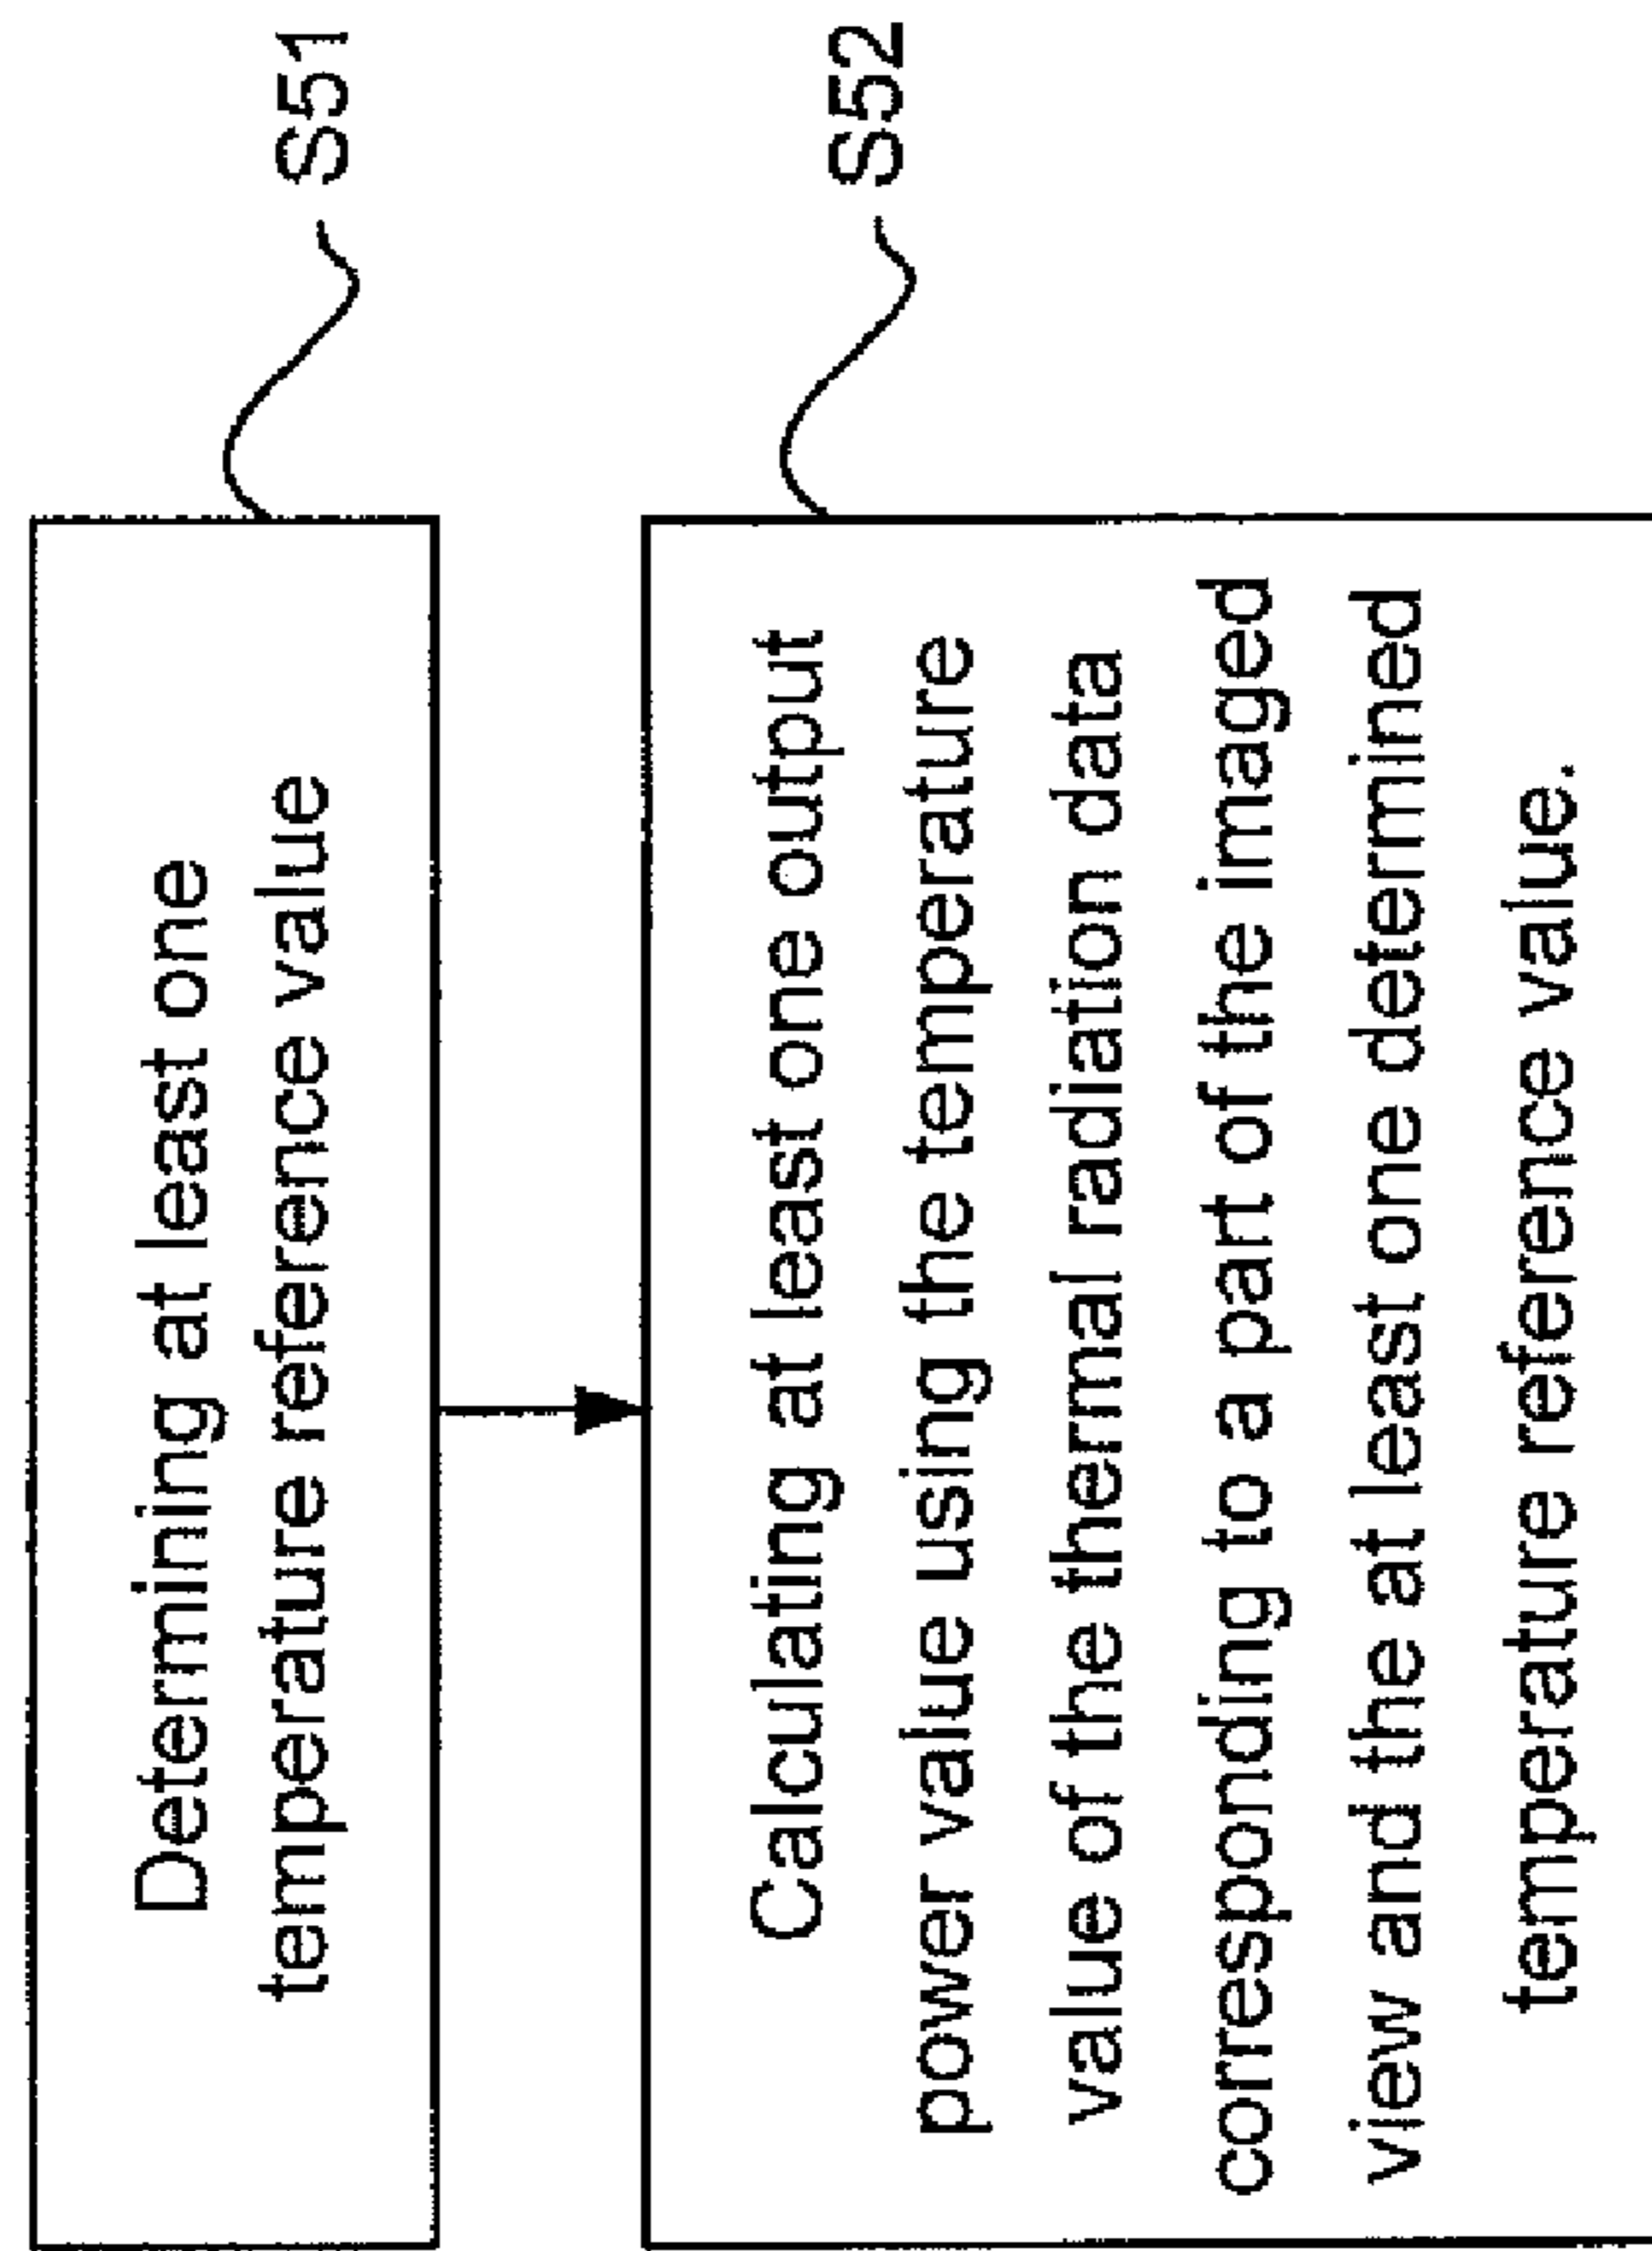 Determining at least one
temperature reference value
S51
Calculating at least one output
power value using the temperature
value of the thermal radiation data
corresponding to a part of the imaged
view and the at least one determined
temperature reference value.
S52